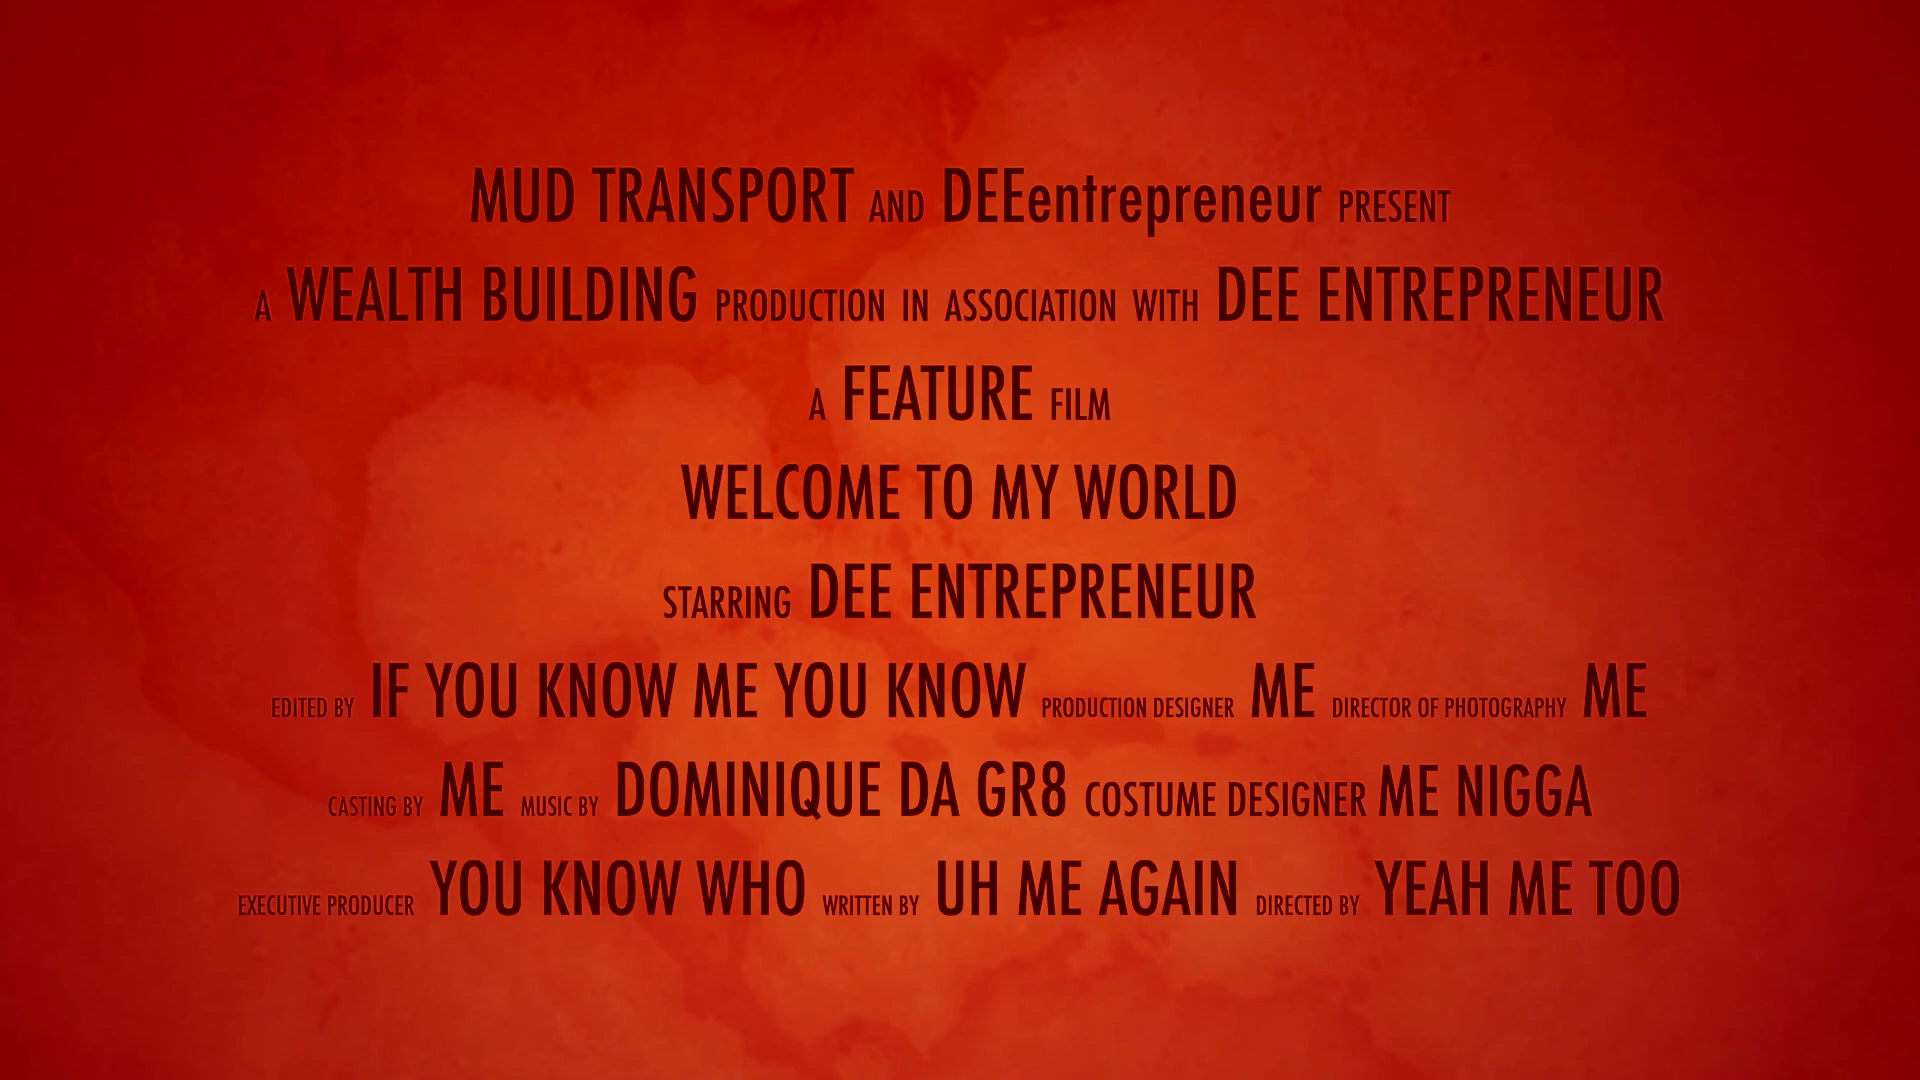 MUD TRANSPORT AND DEEentrepreneur PRESENT
A WEALTH BUILDING PRODUCTION IN ASSOCIATION WITH DEE ENTREPRENEUR
A FEATURE FILM
WELCOME TO MY WORLD
STARRING DEE ENTREPRENEUR
EDITED BY IF YOU KNOW ME YOU KNOW PRODUCTION DESIGNER ME DIRECTOR OF PHOTOGRAPHY ME
CASTING BY ME MUSIC BY DOMINIQUE DA GR8 COSTUME DESIGNER ME NIGGA
EXECUTIVE PRODUCER YOU KNOW WHO WRITTEN BY UH ME AGAIN DIRECTED BY YEAH ME TOO